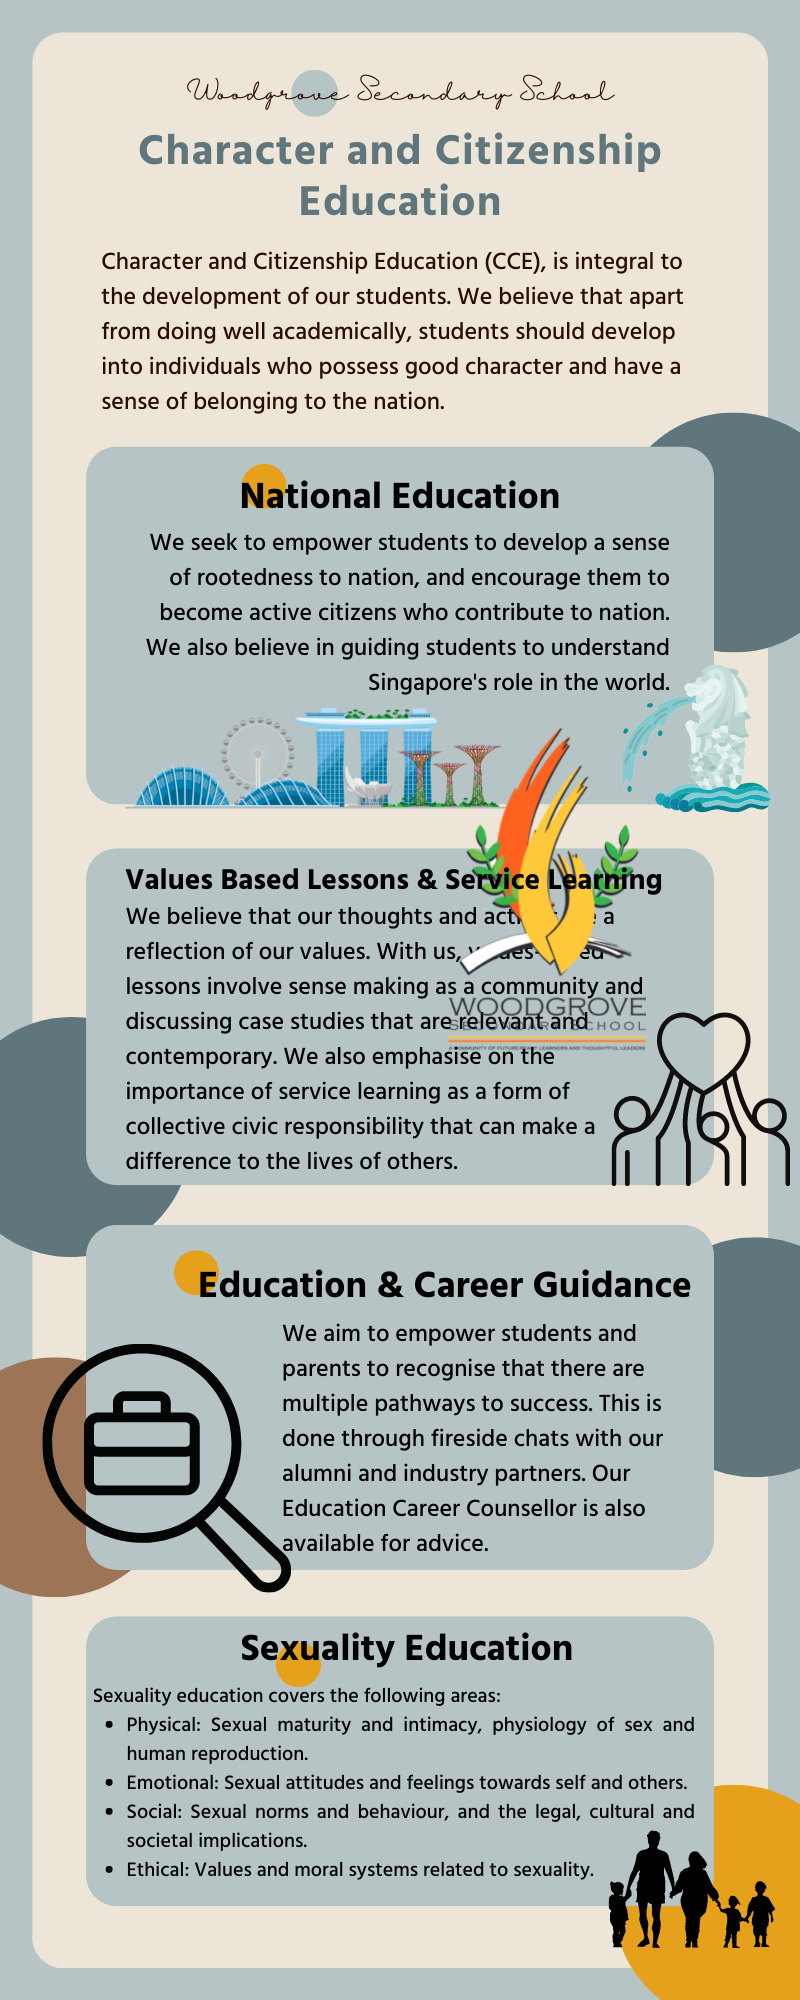 Woodgrove Secondary School
Character and Citizenship
Education
Character and Citizenship Education (CCE), is integral to
the development of our students. We believe that apart
from doing well academically, students should develop
into individuals who possess good character and have a
sense of belonging to the nation.
National Education
We seek to empower students to develop a sense
of rootedness to nation, and encourage them to
become active citizens who contribute to nation.
We also believe in guiding students to understand
Singapore's role in the world.
Values Based Lessons & Service Learning
We believe that our thoughts and a
reflection of our values. With us,
lessons involve sense making as a community and
discussing case studies that are relevant and
contemporary. We also emphasise on the
importance of service learning as a form of
collective civic responsibility that can make a
difference to the lives of others.
WOODGROVE
SECONDARY SCHOOL
A COMMUNITY OF FUTURE-READY LEARNERS AND THOUGHTFUL LEADERS
Education & Career Guidance
We aim to empower students and
parents to recognise that there are
multiple pathways to success. This is
done through fireside chats with our
alumni and industry partners. Our
Education Career Counsellor is also
available for advice.
Sexuality Education
Sexuality education covers the following areas:
• Physical: Sexual maturity and intimacy, physiology of sex and
human reproduction.
• Emotional: Sexual attitudes and feelings towards self and others.
• Social: Sexual norms and behaviour, and the legal, cultural and
societal implications.
• Ethical: Values and moral systems related to sexuality.